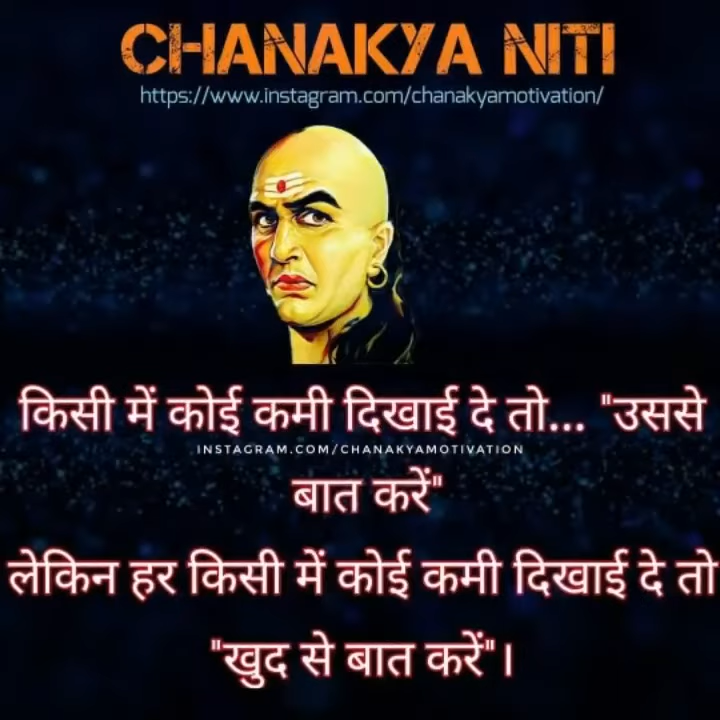 CHANAKYA NITI
https://www.instagram.com/chanakyamotivation/
किसी में कोई कमी दिखाई दे तो... "उससे
INSTAGRAM.COM/CHANAKYAMOTIVATION
बात करें"
लेकिन हर किसी में कोई कमी दिखाई दे तो
"खुद से बात करें"।